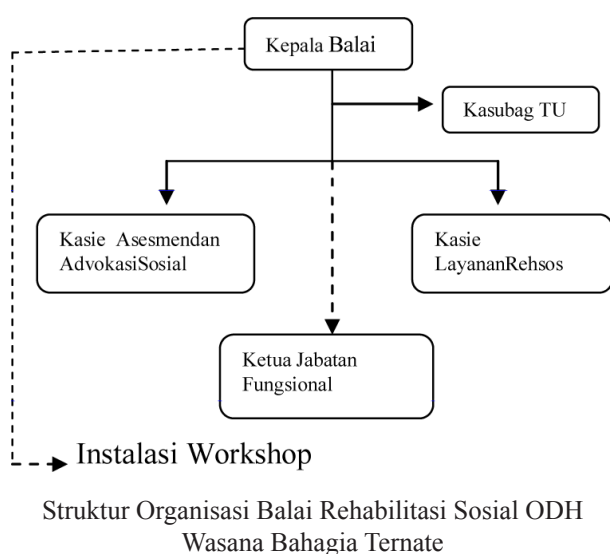 Kepala Balai
Kasubag TU
Kasie Asesmendan
AdvokasiSosial
Kasie
LayananRehsos
Ketua Jabatan
Fungsional
Instalasi Workshop
Struktur Organisasi Balai Rehabilitasi Sosial ODH
Wasana Bahagia Ternate